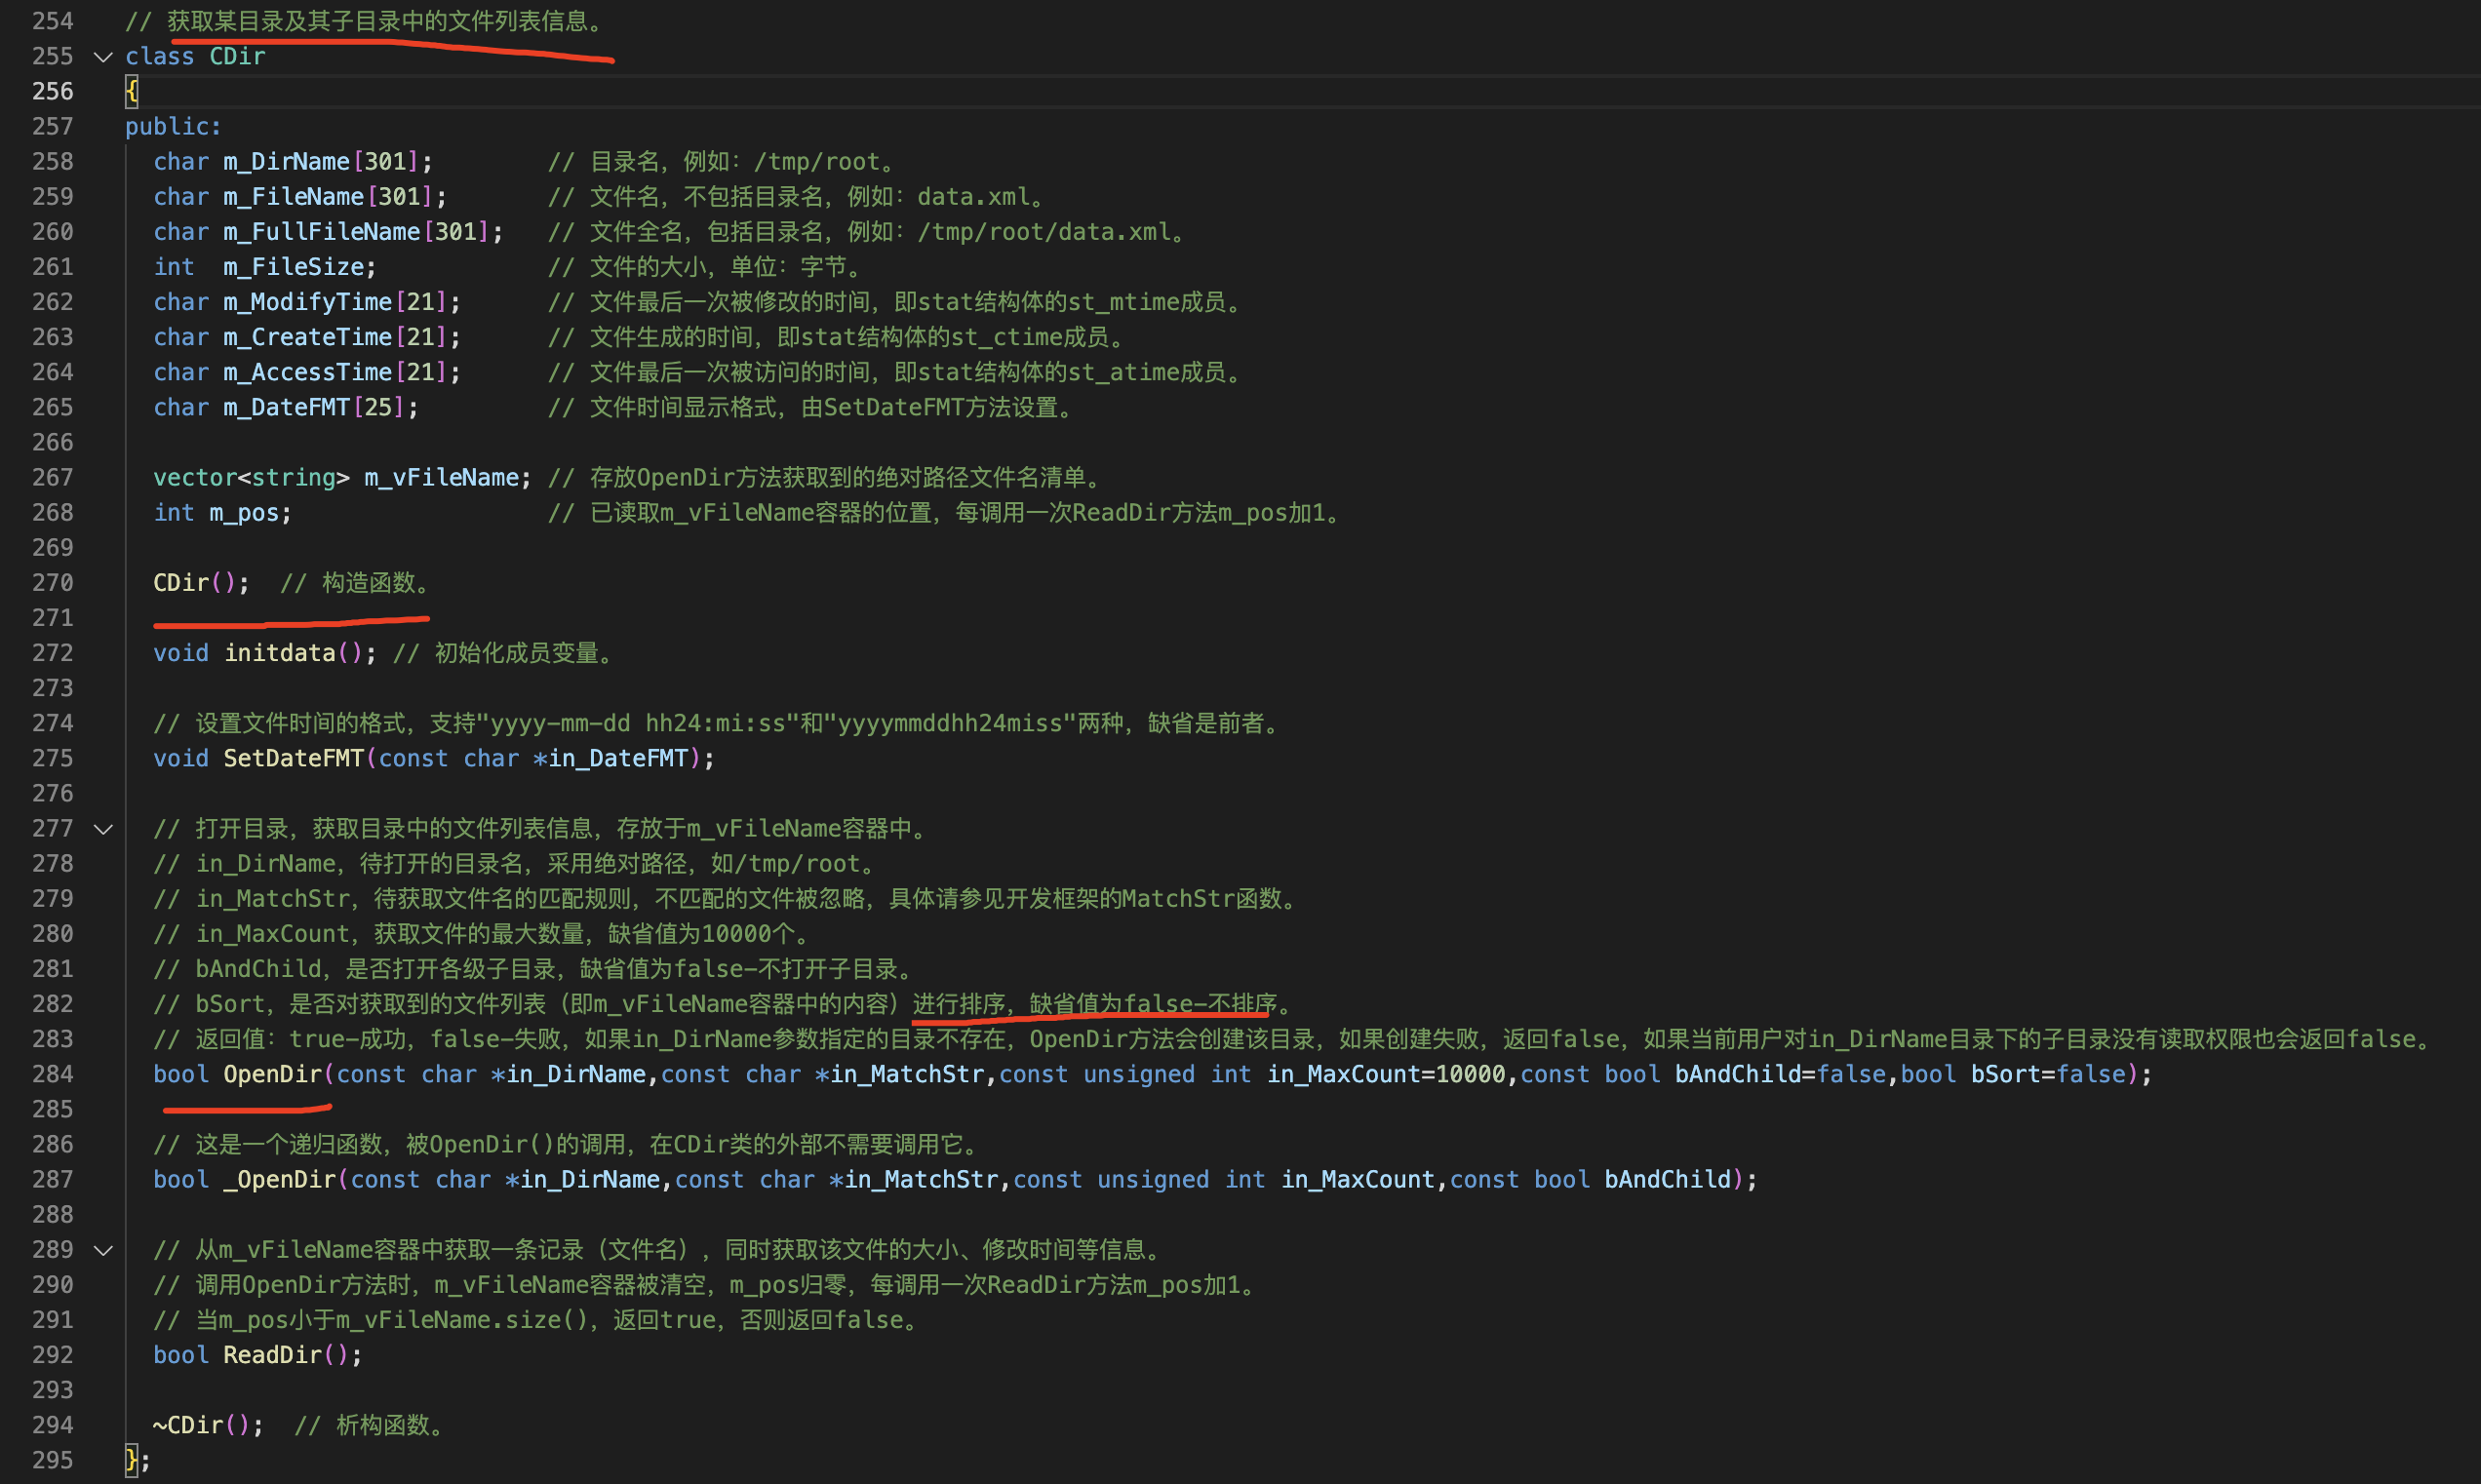 254 // 获取某目录及其子目录中的文件列表信息。
255 class CDir
256 {
257 public:
258 char m_DirName[301]; // 目录名，例如：/tmp/root。
259 char m_FileName[301]; // 文件名，不包括目录名，例如：data.xml。
260 char m_FullFileName[301]; // 文件全名，包括目录名，例如：/tmp/root/data.xml。
261 int m_FileSize; // 文件的大小，单位：字节。
262 char m_ModifyTime[21]; // 文件最后一次被修改的时间，即stat结构体的st_mtime成员。
263 char m_CreateTime[21]; // 文件生成的时间，即stat结构体的st_ctime成员。
264 char m_AccessTime[21]; // 文件最后一次被访问的时间，即stat结构体的st_atime成员。
265 char m_DateFMT[25]; // 文件时间显示格式，由SetDateFMT方法设置。
266
267 vector<string> m_vFileName; // 存放OpenDir方法获取到的绝对路径文件名清单。
268 int m_pos; // 已读取m_vFileName容器的位置，每调用一次ReadDir方法m_pos加1。
269
270 CDir(); // 构造函数。
271
272 void initdata(); // 初始化成员变量。
273
274 // 设置文件时间的格式，支持"yyyy-mm-dd hh24:mi:ss"和"yyyymmddhh24miss"两种，缺省是前者。
275 void SetDateFMT(const char *in_DateFMT);
276
277 // 打开目录，获取目录中的文件列表信息，存放于m_vFileName容器中。
278 // in_DirName，待打开的目录名，采用绝对路径，如/tmp/root。
279 // in_MatchStr，待获取文件名的匹配规则，不匹配的文件被忽略，具体请参见开发框架的MatchStr函数。
280 // in_MaxCount，获取文件的最大数量，缺省值为10000个。
281 // bAndChild，是否打开各级子目录，缺省值为false-不打开子目录。
282 // bSort，是否对获取到的文件列表（即m_vFileName容器中的内容）进行排序，缺省值为false-不排序。
283 // 返回值：true-成功，false-失败，如果in_DirName参数指定的目录不存在，OpenDir方法会创建该目录，如果创建失败，返回false，如果当前用户对in_DirName目录下的子目录没有读取权限也会返回false。
284 bool OpenDir(const char *in_DirName,const char *in_MatchStr,const unsigned int in_MaxCount=10000,const bool bAndChild=false,bool bSort=false);
285
286 // 这是一个递归函数，被OpenDir()的调用，在CDir类的外部不需要调用它。
287 bool _OpenDir(const char *in_DirName,const char *in_MatchStr,const unsigned int in_MaxCount,const bool bAndChild);
288
289 // 从m_vFileName容器中获取一条记录（文件名），同时获取该文件的大小、修改时间等信息。
290 // 调用OpenDir方法时，m_vFileName容器被清空，m_pos归零，每调用一次ReadDir方法m_pos加1。
291 // 当m_pos小于m_vFileName.size()，返回true，否则返回false。
292 bool ReadDir();
293
294 ~CDir(); // 析构函数。
295 };